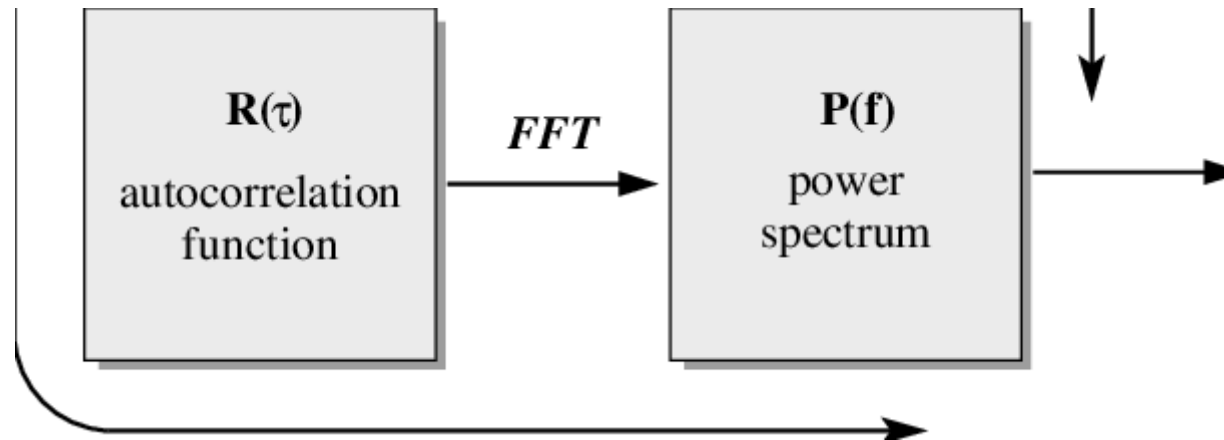 R(τ)
autocorrelation
function
FFT
P(f)
power
spectrum